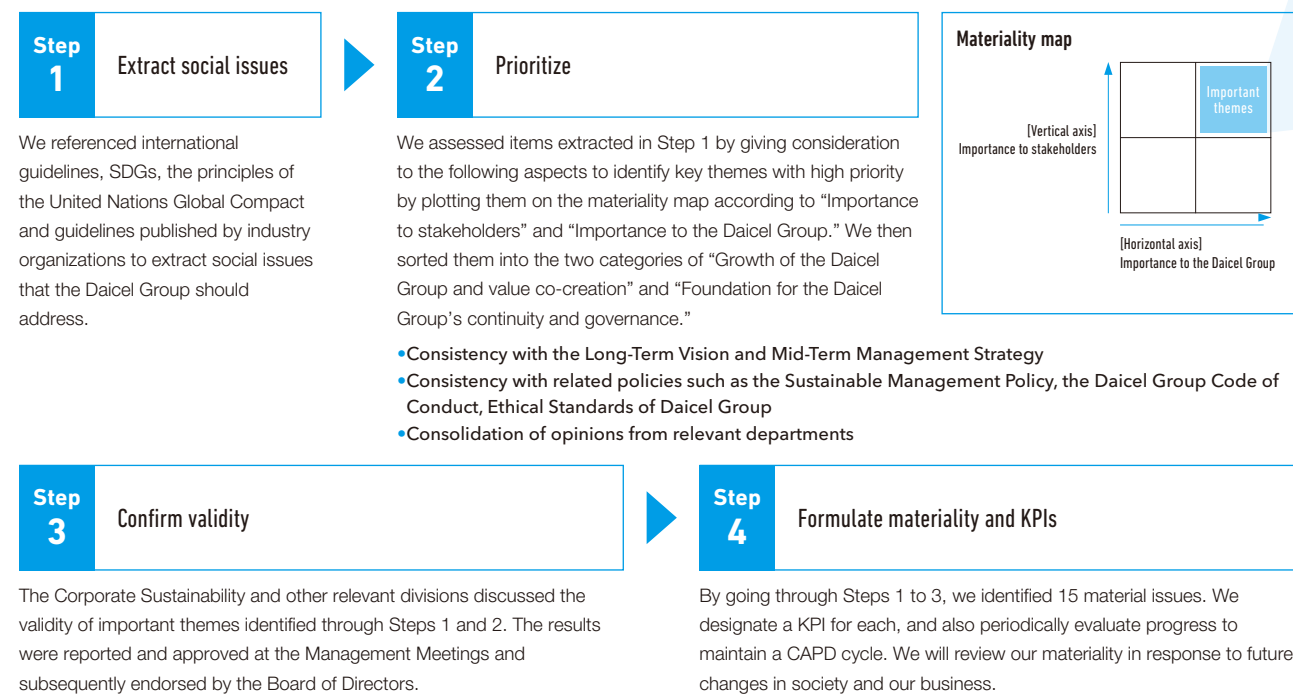 Step
1
Extract social issues
We referenced international
guidelines, SDGs, the principles of
the United Nations Global Compact
and guidelines published by industry
organizations to extract social issues
that the Daicel Group should
address.
Step
2
Prioritize
We assessed items extracted in Step 1 by giving consideration
to the following aspects to identify key themes with high priority
by plotting them on the materiality map according to “Importance
to stakeholders” and “Importance to the Daicel Group.” We then
sorted them into the two categories of “Growth of the Daicel
Group and value co-creation” and “Foundation for the Daicel
Group’s continuity and governance.”
•Consistency with the Long-Term Vision and Mid-Term Management Strategy
•Consistency with related policies such as the Sustainable Management Policy, the Daicel Group Code of
Conduct, Ethical Standards of Daicel Group
•Consolidation of opinions from relevant departments
Materiality map
Important
themes
[Vertical axis]
Importance to stakeholders
[Horizontal axis]
Importance to the Daicel Group
Step
3
Confirm validity
The Corporate Sustainability and other relevant divisions discussed the
validity of important themes identified through Steps 1 and 2. The results
were reported and approved at the Management Meetings and
subsequently endorsed by the Board of Directors.
Step
4
Formulate materiality and KPIs
By going through Steps 1 to 3, we identified 15 material issues. We
designate a KPI for each, and also periodically evaluate progress to
maintain a CAPD cycle. We will review our materiality in response to future
changes in society and our business.